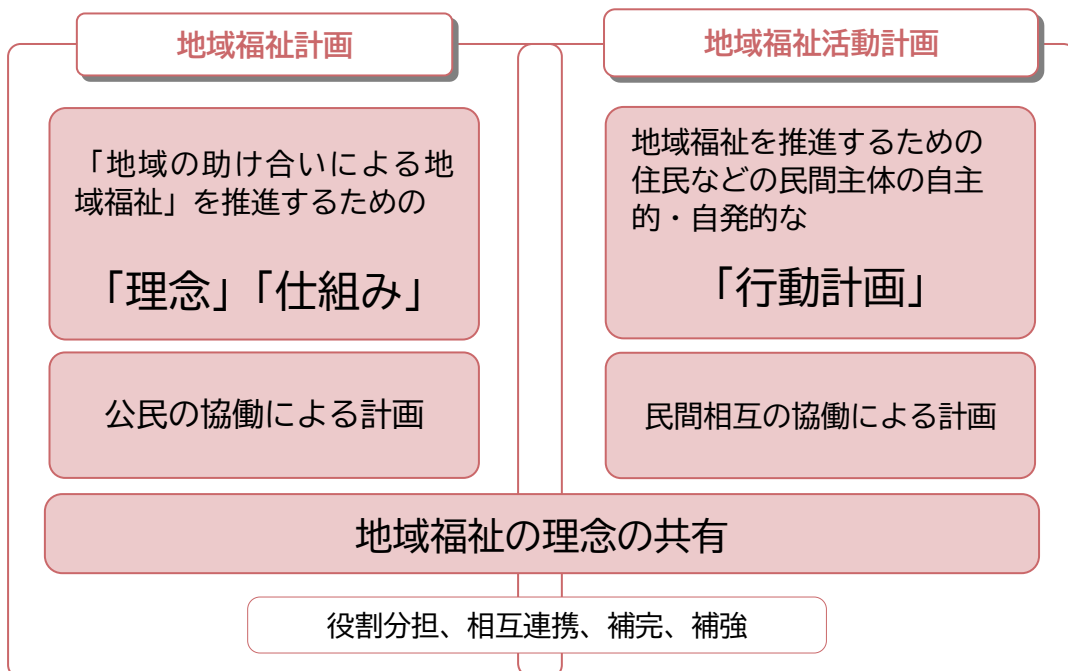 地域福祉計画
「地域の助け合いによる地
域福祉」を推進するための
「理念」「仕組み」
公民の協働による計画
地域福祉活動計画
地域福祉を推進するための
住民などの民間主体の自主
的・自発的な
「行動計画」
民間相互の協働による計画
地域福祉の理念の共有
役割分担、相互連携、補完、補強